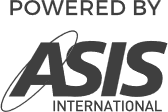 POWERED BY
ASIS
INTERNATIONAL